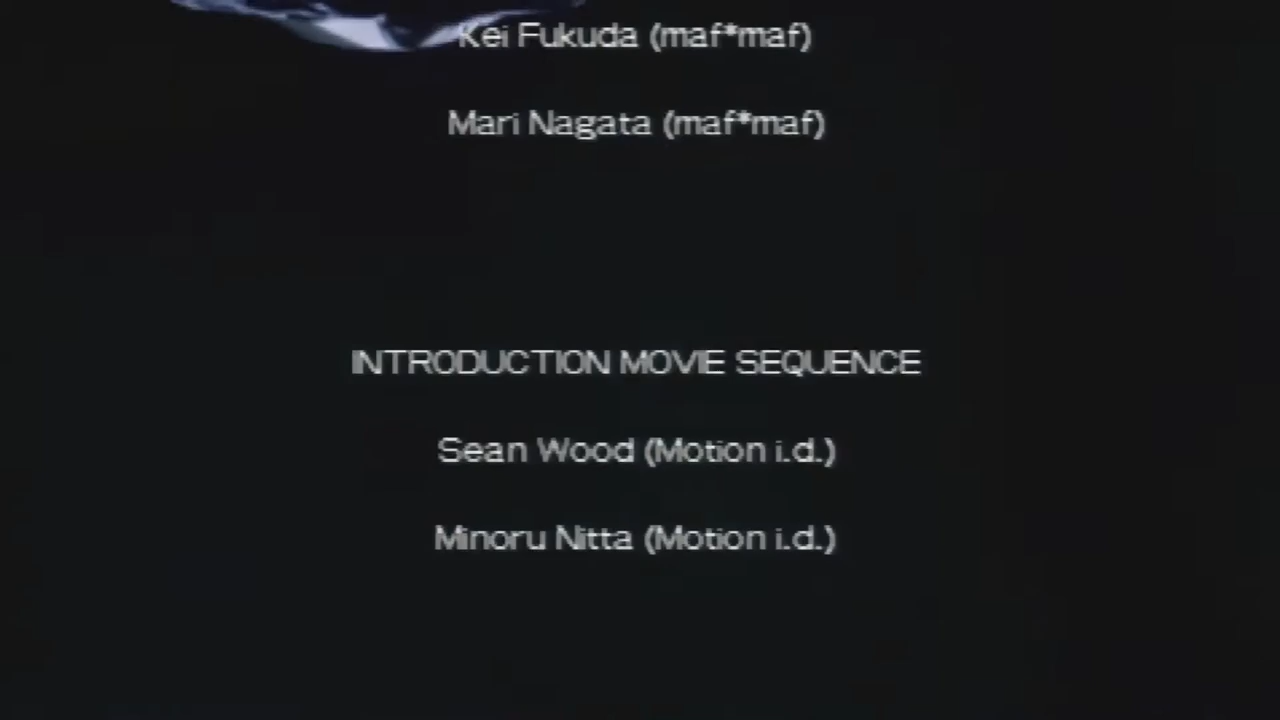 Kei Fukuda (maf*maf)
Mari Nagata (maf*maf)
INTRODUCTION MOVIE SEQUENCE
Sean Wood (Motion i.d.)
Minoru Nitta (Motion i.d.)